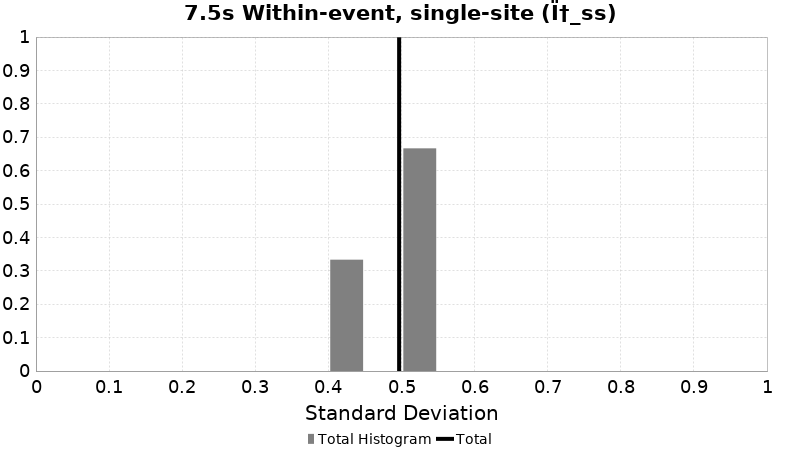 7.5s Within-event, single-site (Ï†_ss)
1
0.9
0.8
0.7
0.6
0.5
0.4
0.3
0.2
0.1
0
0 0.1 0.2 0.3 0.4 0.5 0.6 0.7 0.8 0.9 1
Standard Deviation
Total Histogram Total